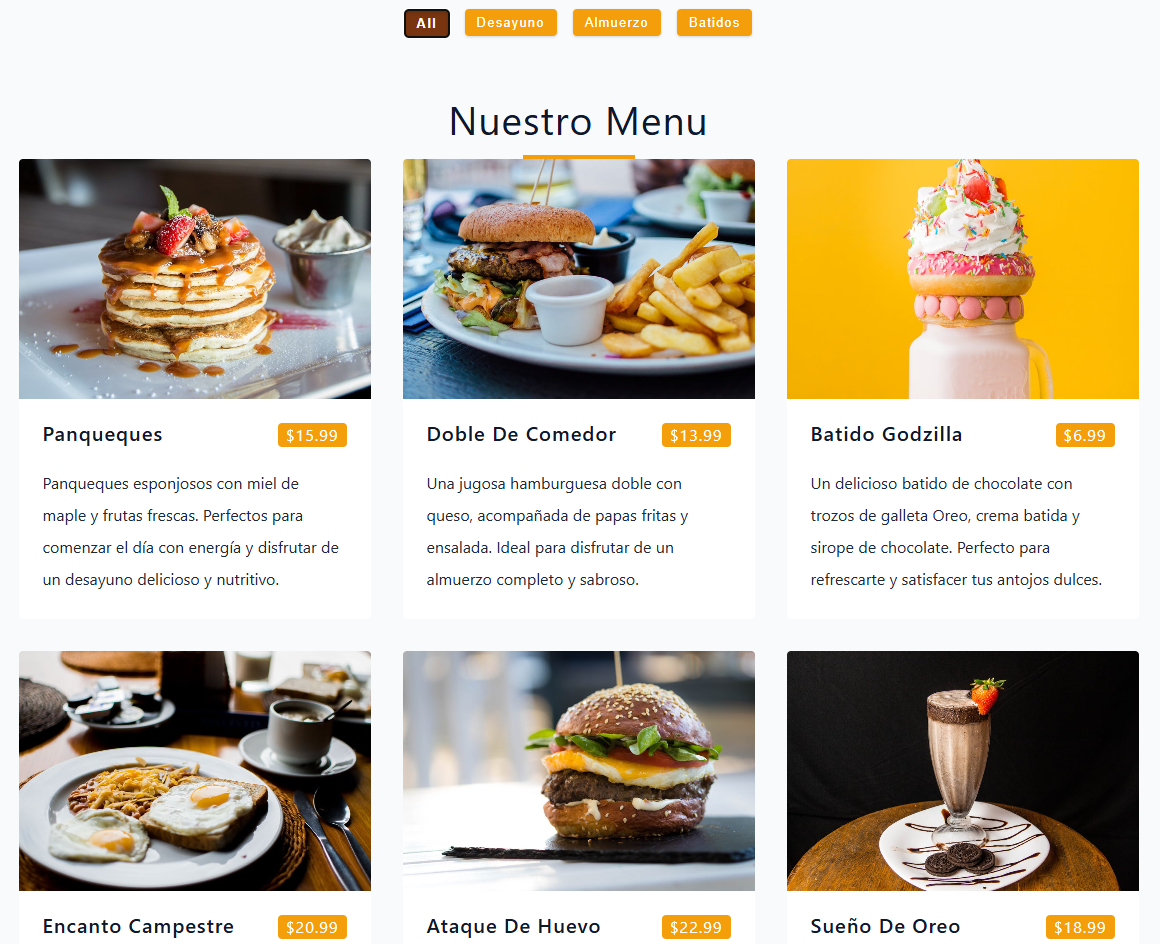 All Desayuno Almuerzo Batidos
Nuestro Menu
Panqueques $15.99
Panqueques esponjosos con miel de
maple y frutas frescas. Perfectos para
comenzar el día con energía y disfrutar de
un desayuno delicioso y nutritivo.
Doble De Comedor $13.99
Una jugosa hamburguesa doble con
queso, acompañada de papas fritas y
ensalada. Ideal para disfrutar de un
almuerzo completo y sabroso.
Batido Godzilla $6.99
Un delicioso batido de chocolate con
trozos de galleta Oreo, crema batida y
sirope de chocolate. Perfecto para
refrescarte y satisfacer tus antojos dulces.
Encanto Campestre $20.99
Ataque De Huevo $22.99
Sueño De Oreo $18.99